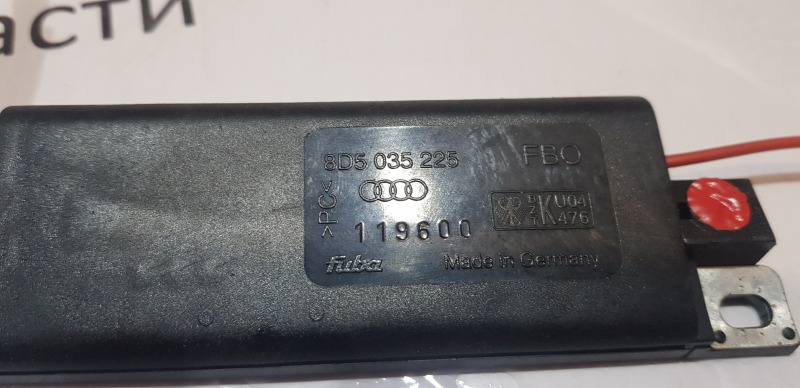 асти
8D5 035 225 FBO
>PC<
U04
K 476
119600
fuba Made in Germany